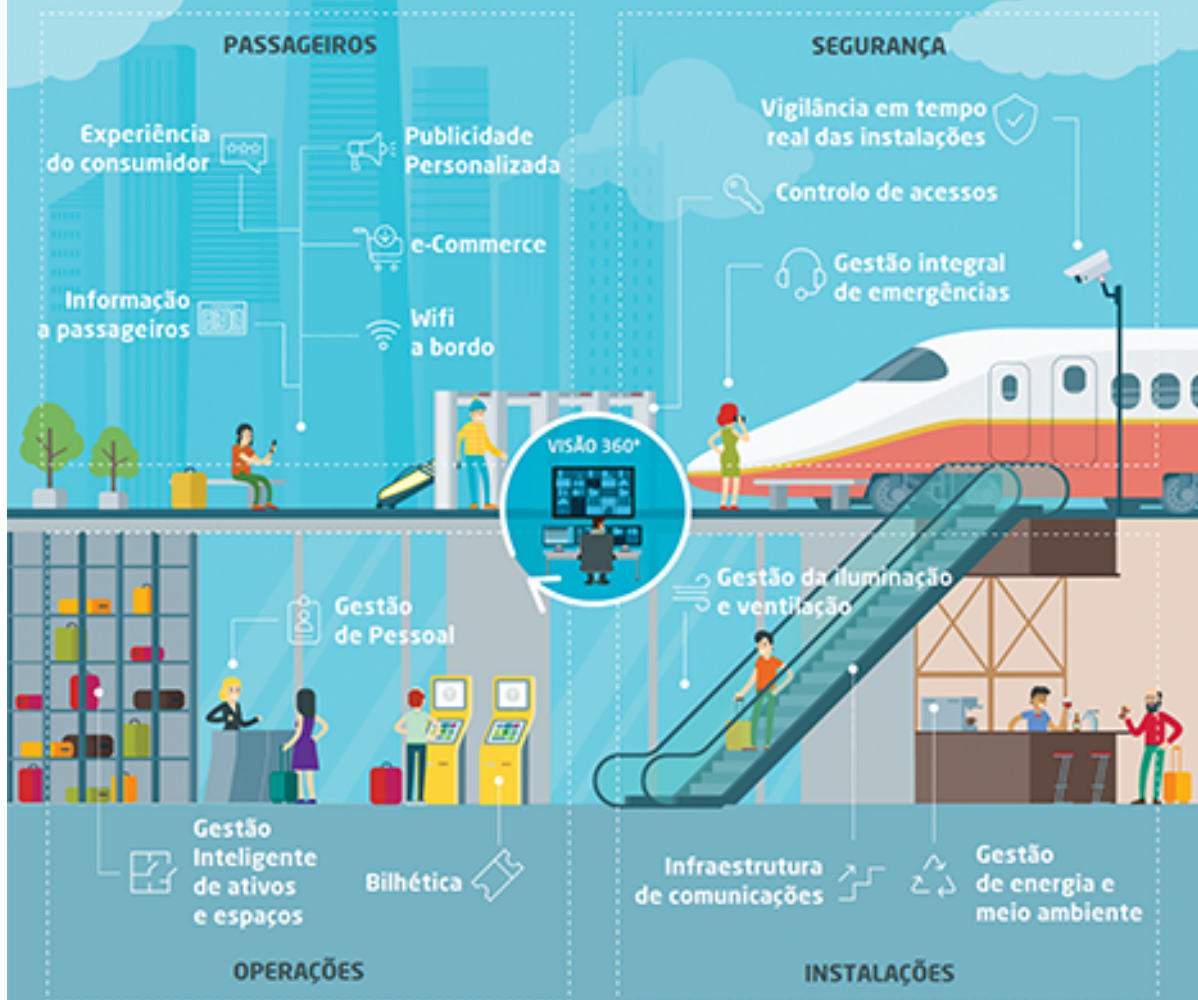 PASSAGEIROS
Experiência
do consumidor
Publicidade
Personalizada
e-Commerce
Informação
a passageiros
Wifi
a bordo
SEGURANÇA
Vigilância em tempo
real das instalações
Controlo de acessos
Gestão integral
de emergências
VISÃO 360º
Gestão
de Pessoal
Gestão
Inteligente
de ativos
e espaços
Bilhética
OPERAÇÕES
Gestão da iluminação
e ventilação
Infraestrutura
de comunicações
Gestão
de energia e
meio ambiente
INSTALAÇÕES